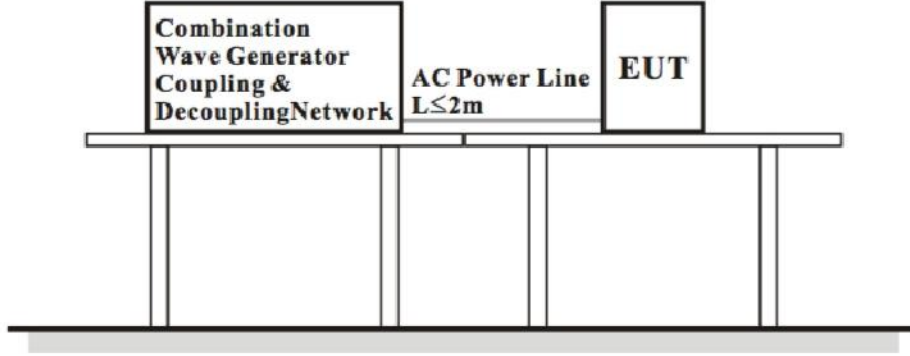 Combination
Wave Generator
Coupling &
DecouplingNetwork
AC Power Line
L≤2m
EUT